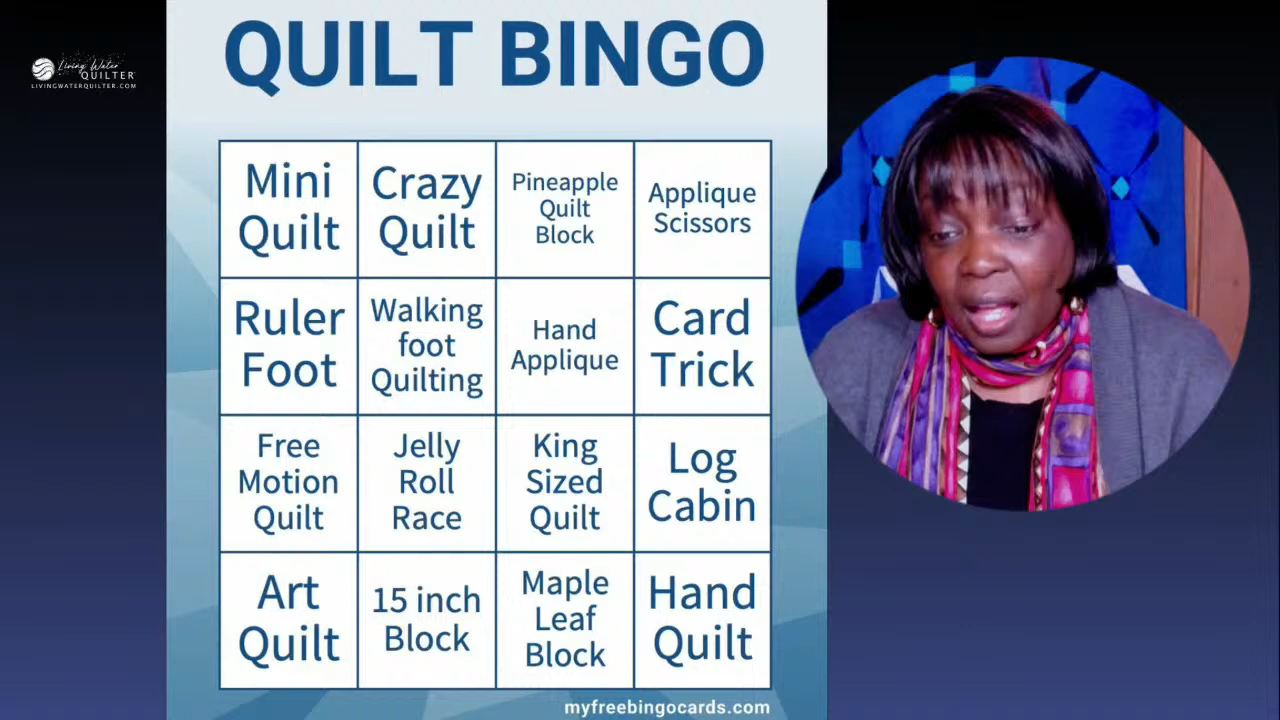 QUILT BINGO
Living Water
QUILTER
LIVINGWATERQUILTER.COM
Mini
Quilt
Crazy
Quilt
Pineapple
Quilt
Block
Applique
Scissors
Ruler
Foot
Walking
foot
Quilting
Hand
Applique
Card
Trick
Free
Motion
Quilt
Jelly
Roll
Race
King
Sized
Quilt
Log
Cabin
Art
Quilt
15 inch
Block
Maple
Leaf
Block
Hand
Quilt
myfreebingocards.com